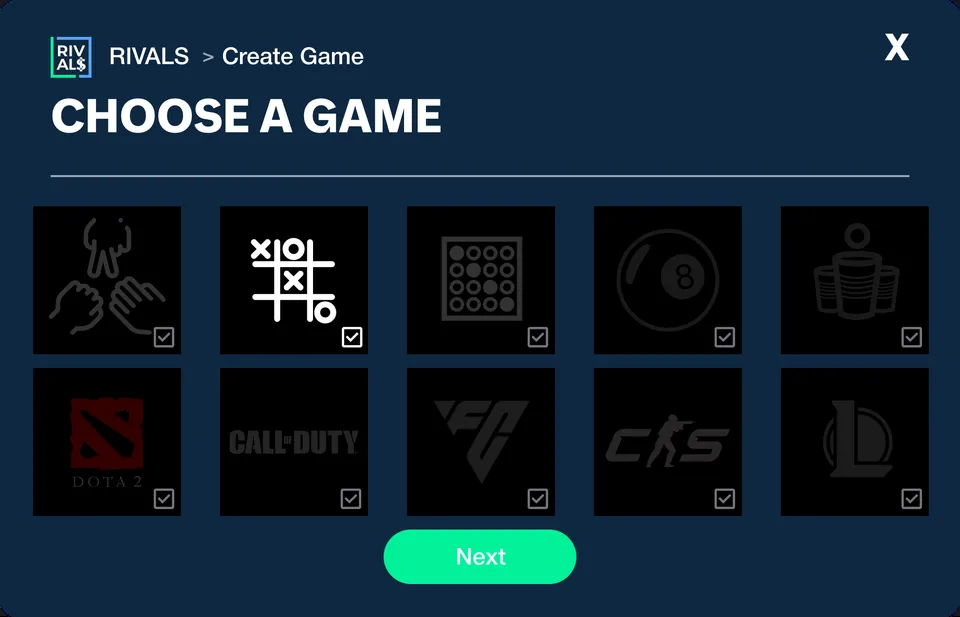 RIV
AL$
RIVALS > Create Game
X
CHOOSE A GAME
8
DOTA 2
CALL OF DUTY
FC
CS
L
Next